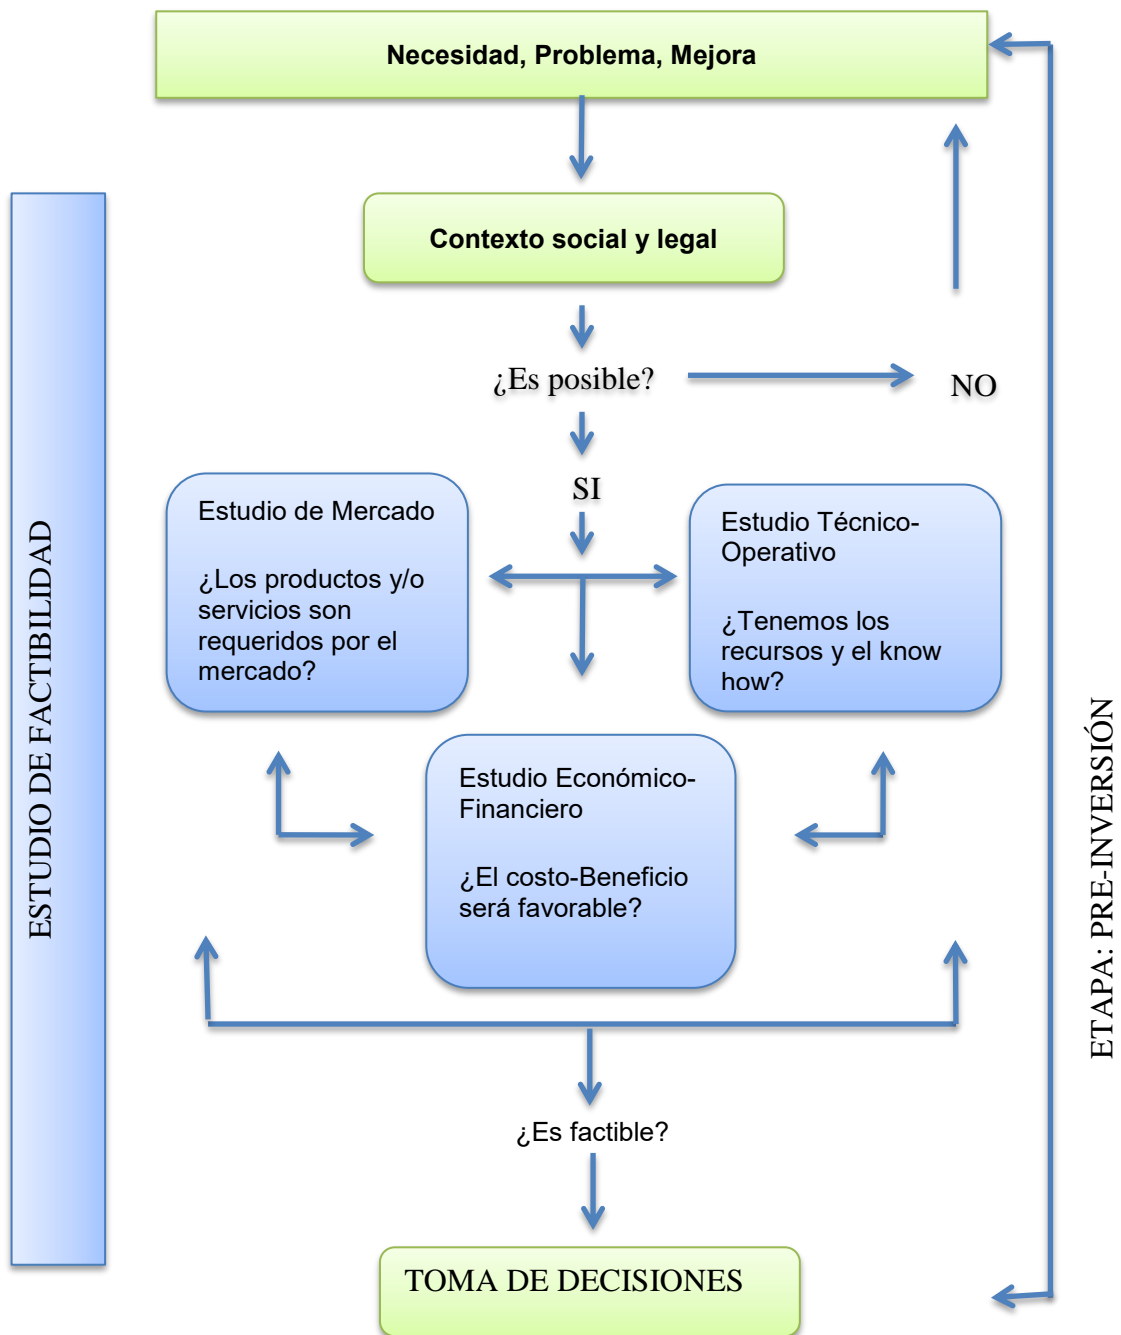 Necesidad, Problema, Mejora
Contexto social y legal
¿Es posible?
NO
SI
Estudio de Mercado
¿Los productos y/o
servicios son
requeridos por el
mercado?
Estudio Técnico-
Operativo
¿Tenemos los
recursos y el know
how?
Estudio Económico-
Financiero
¿El costo-Beneficio
será favorable?
¿Es factible?
TOMA DE DECISIONES
ESTUDIO DE FACTIBILIDAD
ETAPA: PRE-INVERSIÓN